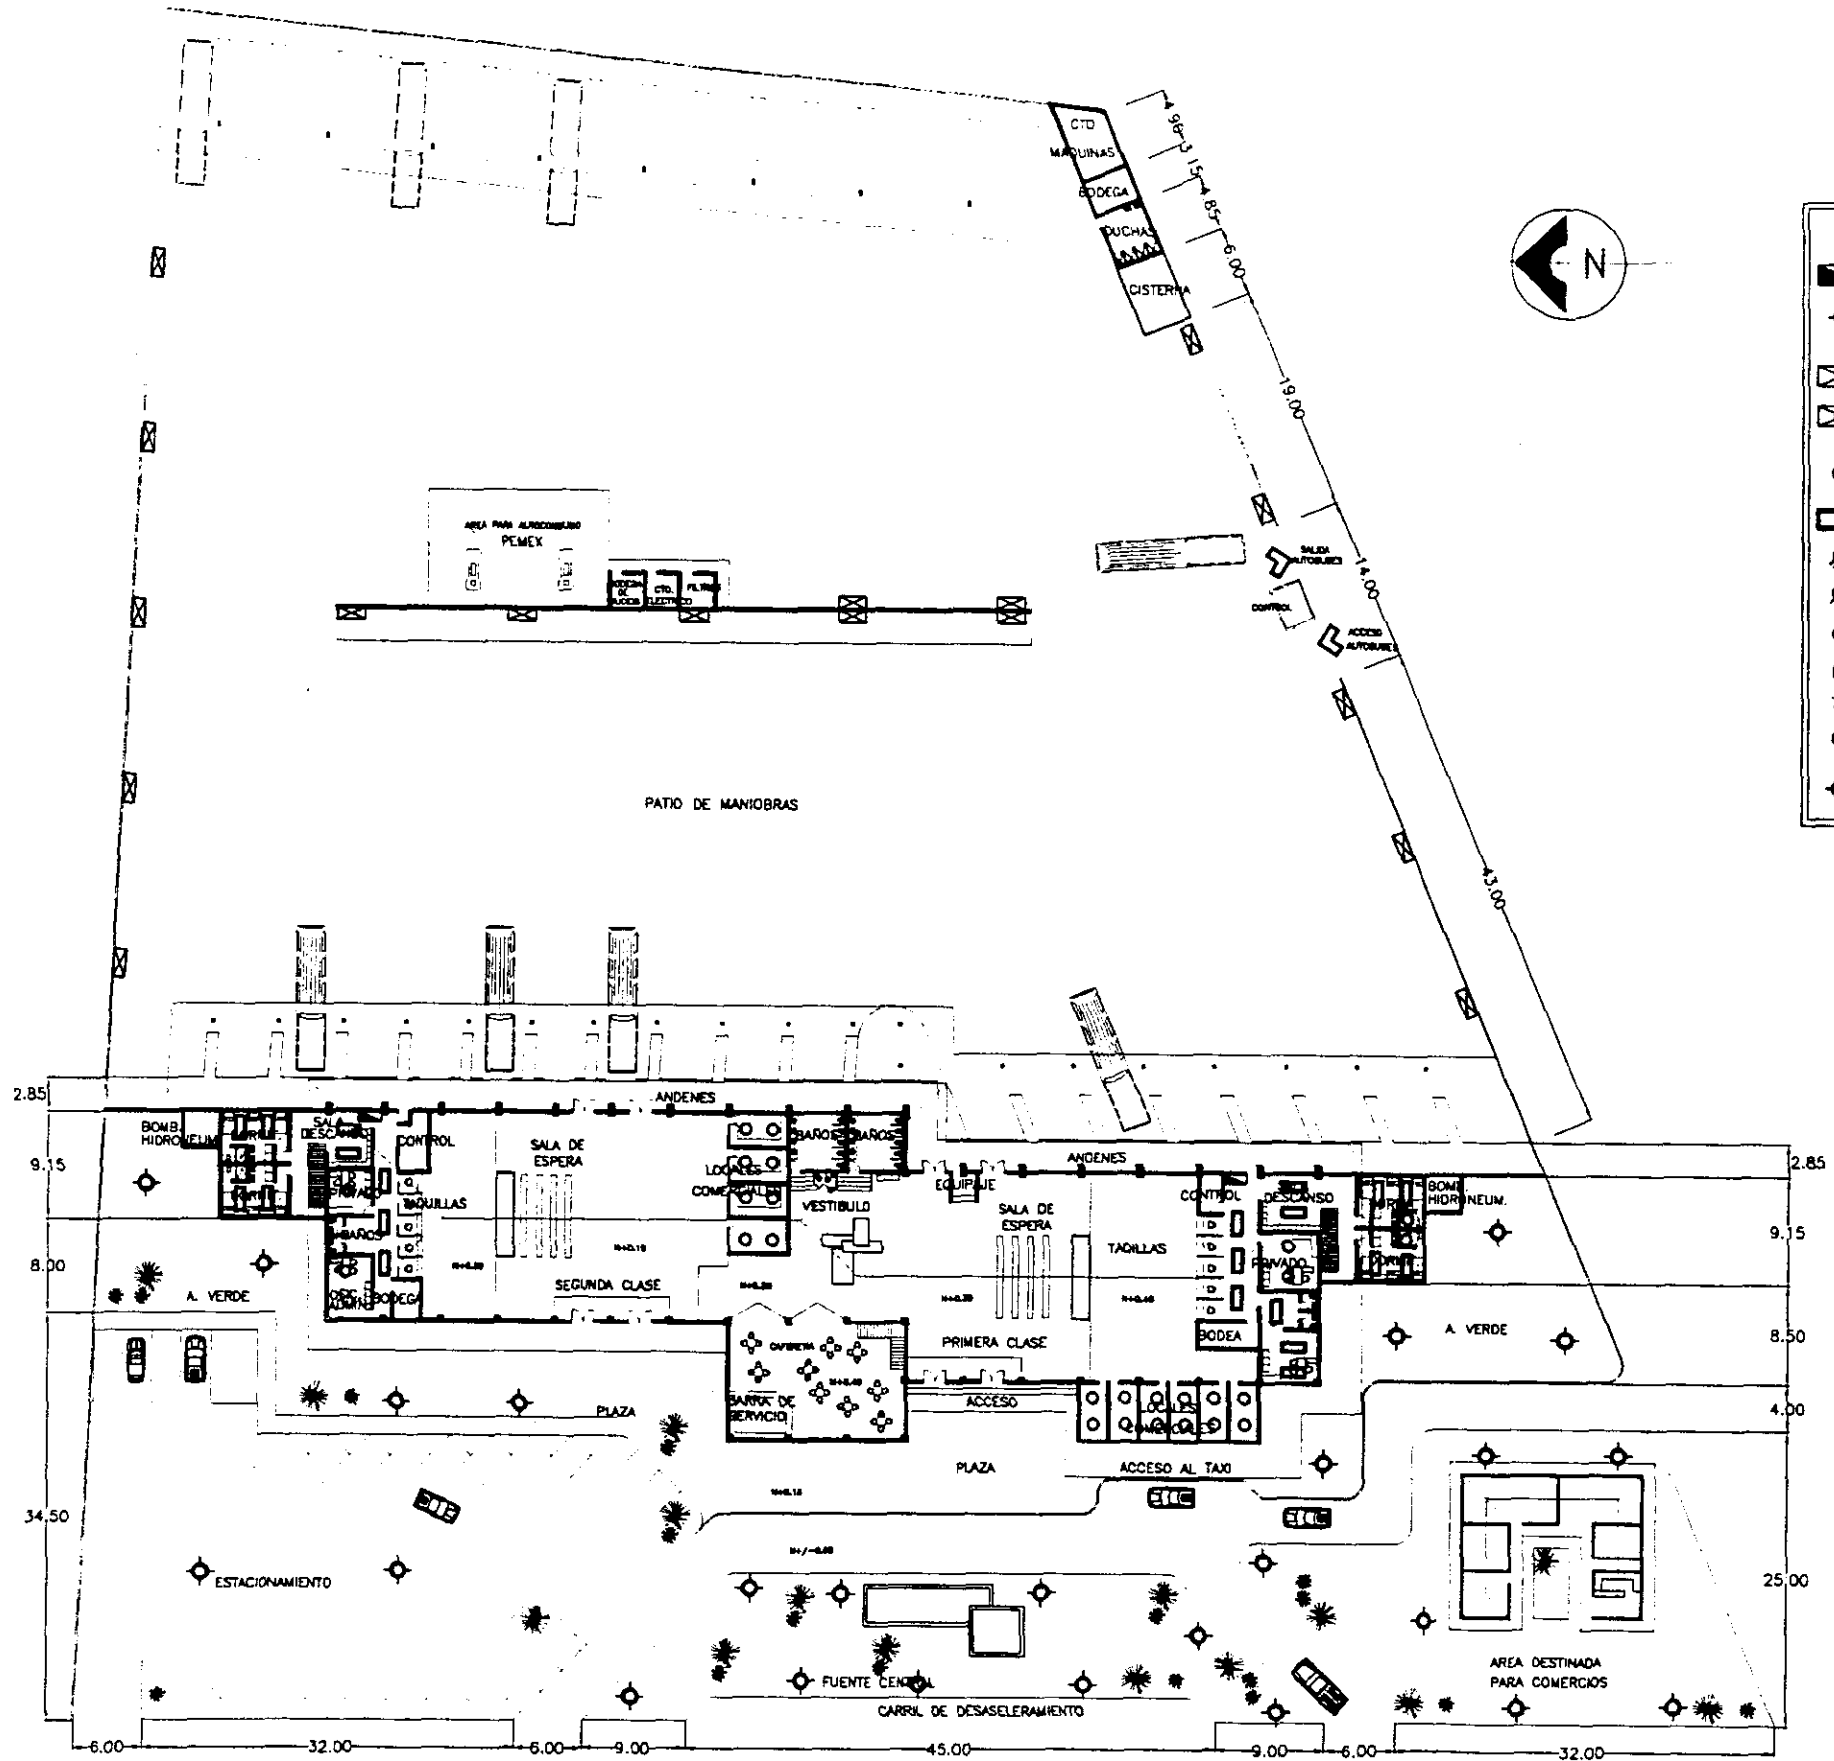 CTO
MAQUINAS
BODEGA
DUCHAS
CISTERNA
4.98
3.15
4.85
6.00
19.00
14.00
43.00
N
AREA PARA AUTOCONSUMO
PEMEX
BODEGA
DE
CTO.
ELECTRICO
FILTROS
SALIDA
AUTOBUSES
CONTROL
ACCESO
AUTOBUSES
PATIO DE MANIOBRAS
2.85
9.15
8.00
34.50
ANDENES
BOMB.
HIDRONEUM.
SALA
DESCANSO
CONTROL
SALA DE
ESPERA
LOCALES
COMERCIALES
BAÑOS
BAÑOS
VESTIBULO
EQUIPAJE
PRIVADO
TAQUILLAS
BAÑOS
BODEGA
SEGUNDA CLASE
A. VERDE
ANDENES
SALA DE
ESPERA
TAQILLAS
CONTROL
DESCANSO
PRIVADO
BOMB.
HIDRONEUM.
DORM.
BODEA
PRIMERA CLASE
A. VERDE
2.85
9.15
8.50
4.00
25.00
CAFETERIA
BARRA DE
SERVICIO
ACCESO
LOCALES
COMERCIALES
PLAZA
PLAZA
ACCESO AL TAXI
ESTACIONAMIENTO
FUENTE CENTRAL
CARRIL DE DESASELERAMIENTO
AREA DESTINADA
PARA COMERCIOS
6.00
32.00
6.00
9.00
45.00
9.00
6.00
32.00